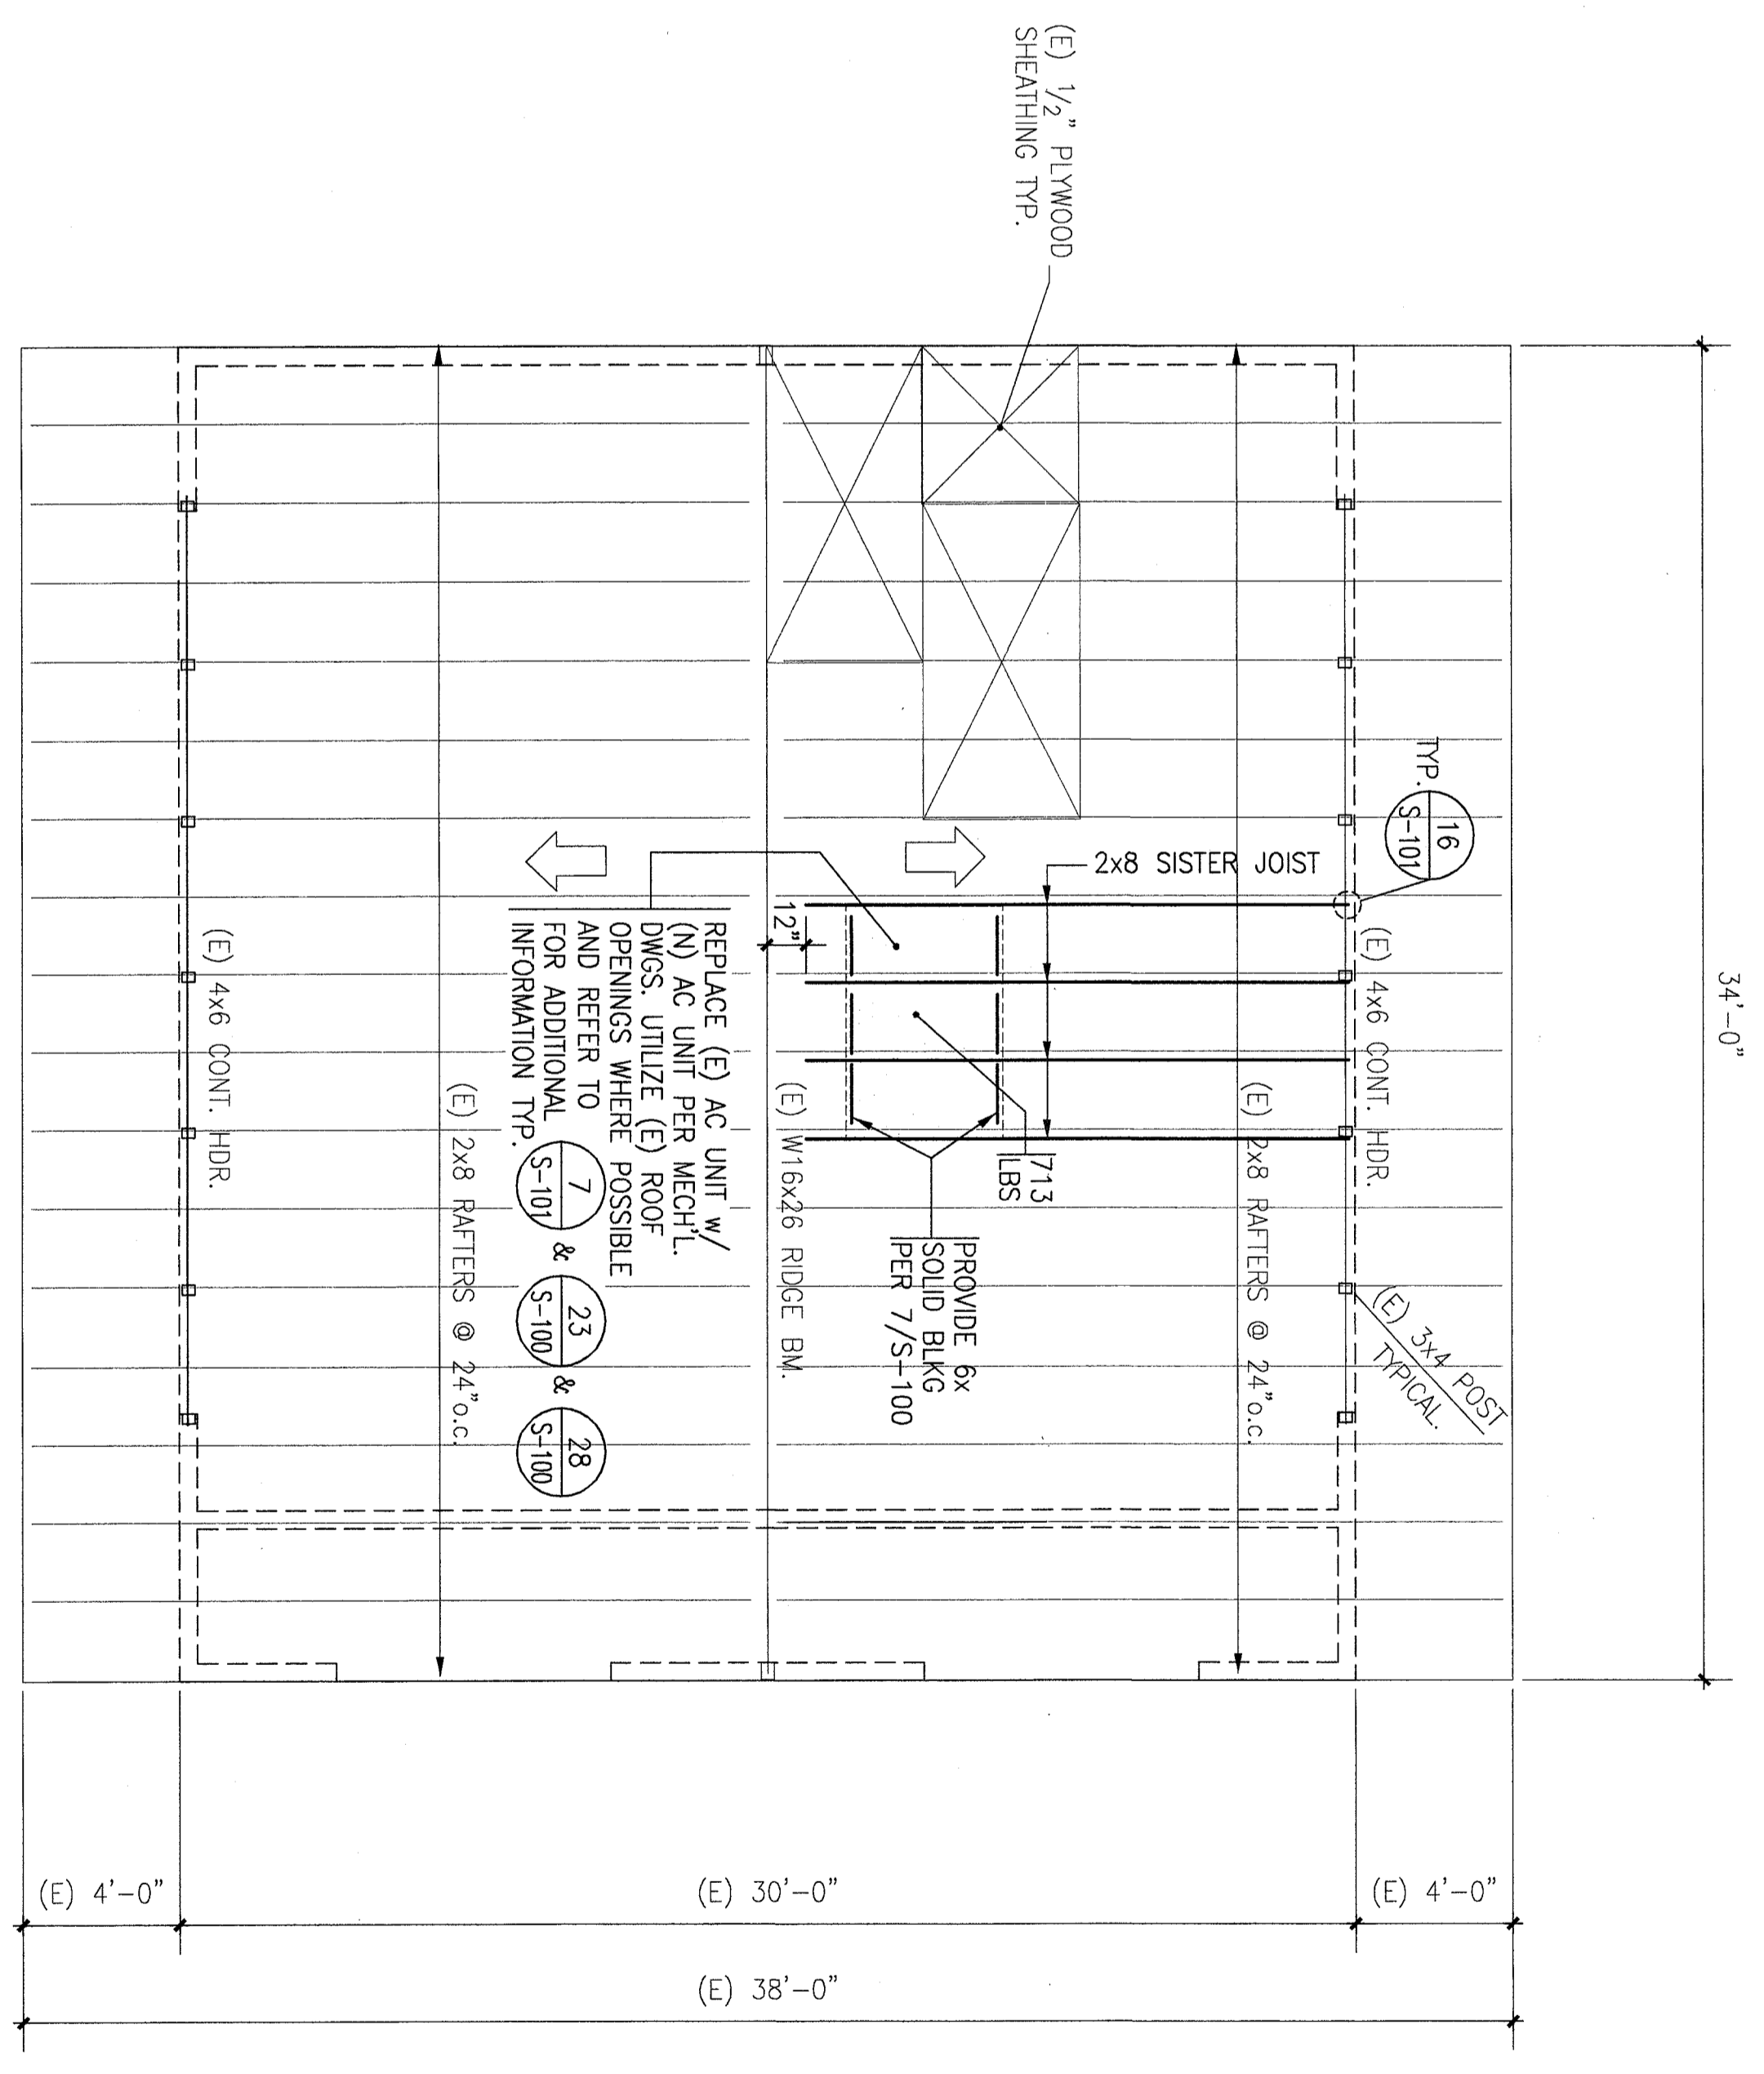 (E) 1/2" PLYWOOD
SHEATHING TYP.
34'-0"
TYP.
16
S-101
2x8 SISTER JOIST
(E) 4x6 CONT. HDR.
12"
(E) 3x4 POST
TYPICAL.
(E) 2x8 RAFTERS @ 24"o.c.
713
LBS
PROVIDE 6x
SOLID BLKG
PER 7/S-100
(E) W16x26 RIDGE BM.
REPLACE (E) AC UNIT w/
(N) AC UNIT PER MECH'L.
DWGS. UTILIZE (E) ROOF
OPENINGS WHERE POSSIBLE
AND REFER TO
FOR ADDITIONAL
INFORMATION TYP.
7
S-101
&
23
S-100
&
28
S-100
(E) 2x8 RAFTERS @ 24"o.c.
(E) 4x6 CONT. HDR.
(E) 4'-0"
(E) 30'-0"
(E) 4'-0"
(E) 38'-0"